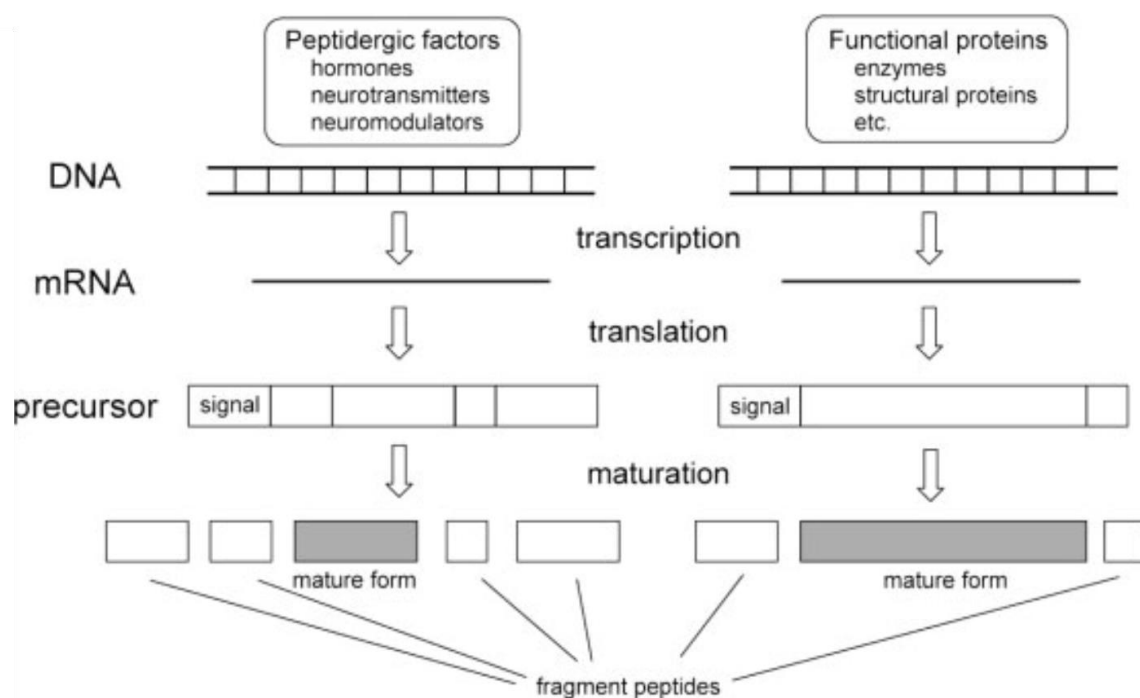 Peptidergic factors
hormones
neurotransmitters
neuromodulators
Functional proteins
enzymes
structural proteins
etc.
DNA
transcription
mRNA
translation
precursor
signal
signal
maturation
mature form
mature form
fragment peptides